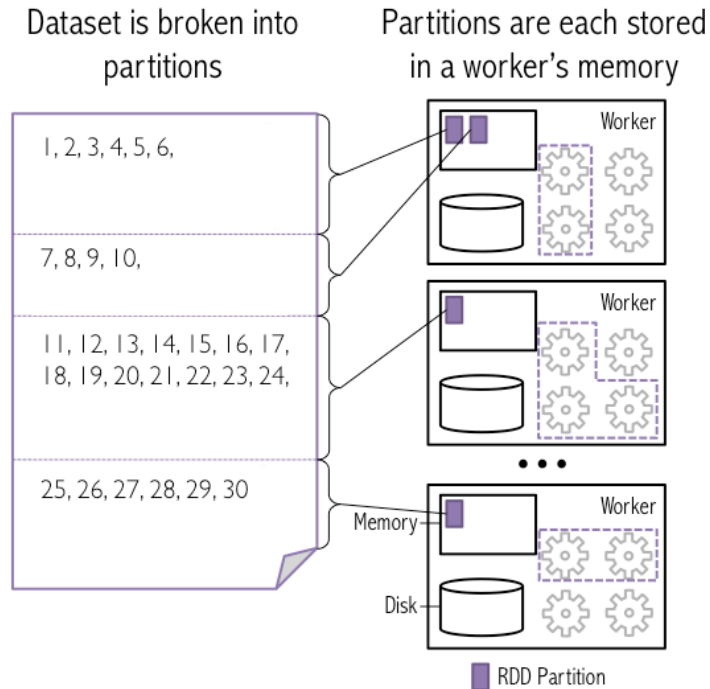 Dataset is broken into
partitions
Partitions are each stored
in a worker's memory
1, 2, 3, 4, 5, 6,
7, 8, 9, 10,
11, 12, 13, 14, 15, 16, 17,
18, 19, 20, 21, 22, 23, 24,
25, 26, 27, 28, 29, 30
Worker
Worker
•••
Worker
Memory
Disk
RDD Partition